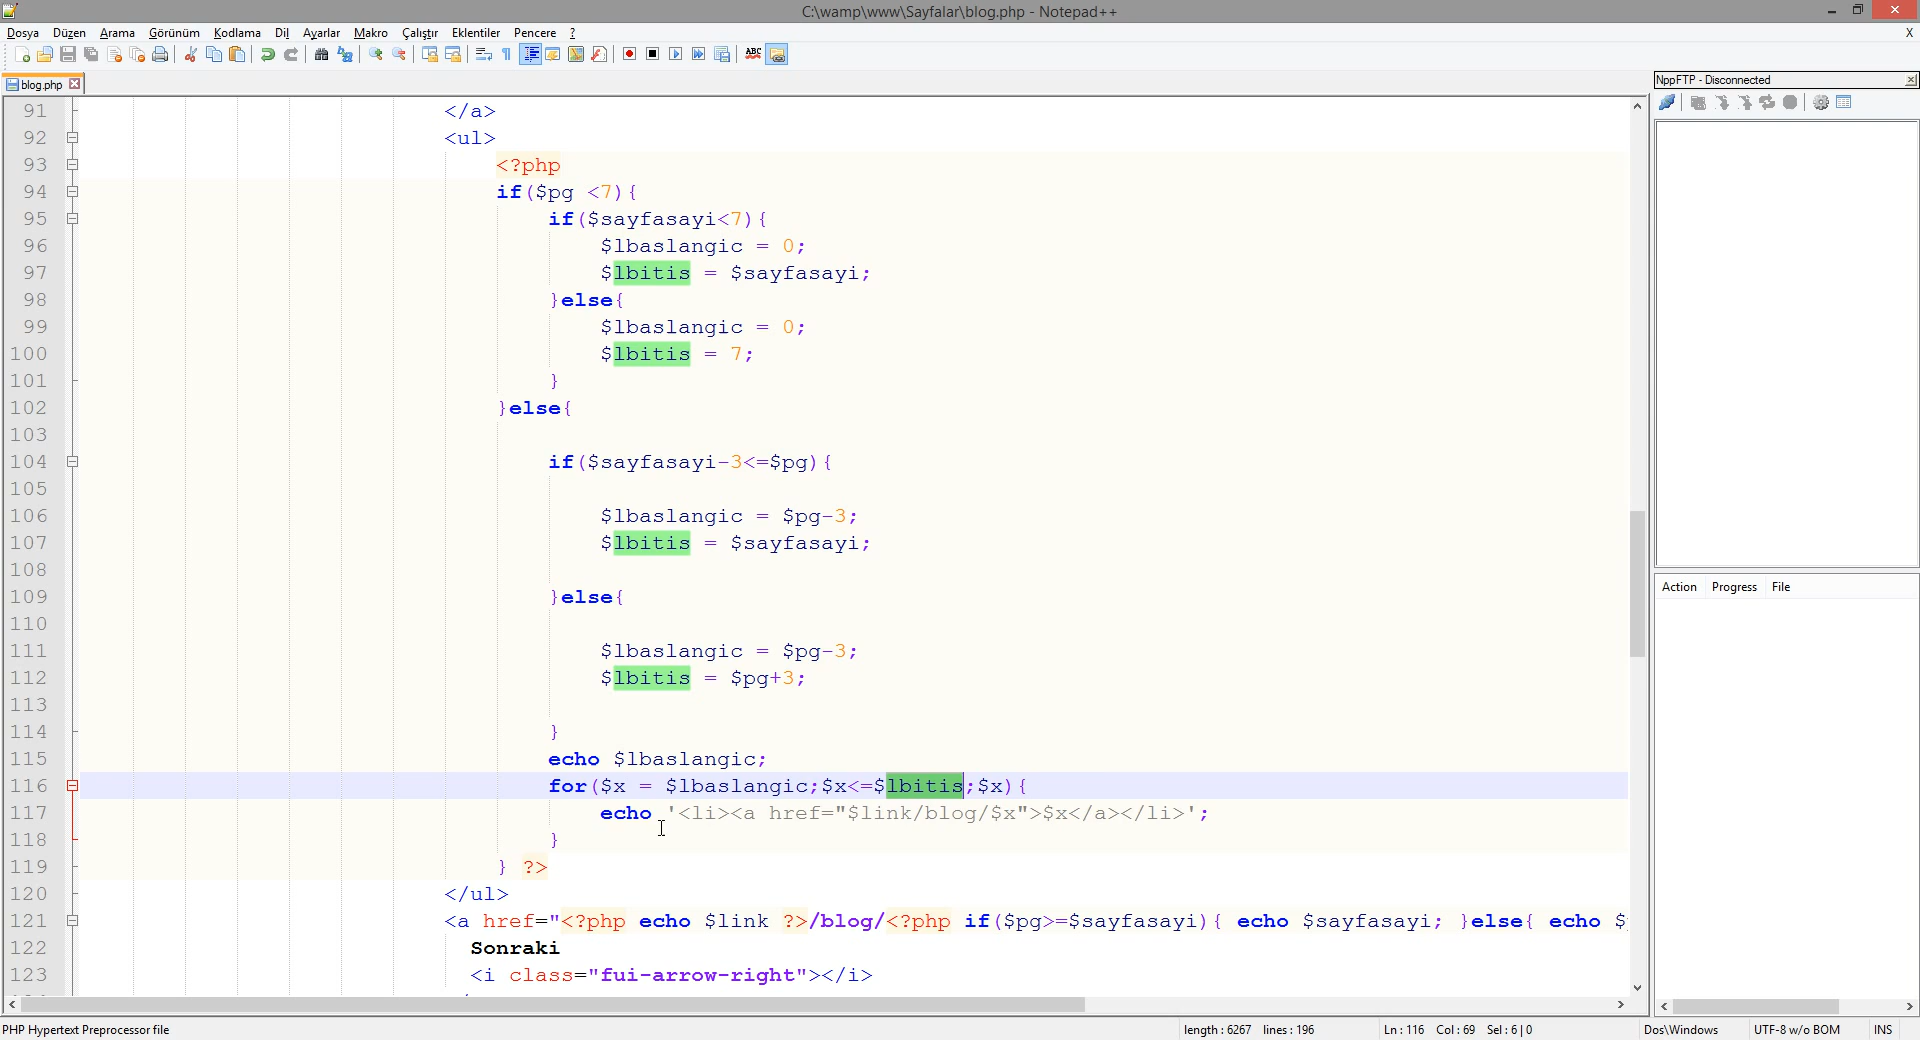 C:\wamp\www\Sayfalar\blog.php - Notepad++
Dosya Düzen Arama Görünüm Kodlama Dil Ayarlar Makro Çalıştır Eklentiler Pencere ? X
ABC
blog.php
NppFTP - Disconnected
91 </a>
92 <ul>
93 <?php
94 if($pg <7){
95 if($sayfasayi<7){
96 $lbaslangic = 0;
97 $lbitis = $sayfasayi;
98 }else{
99 $lbaslangic = 0;
100 $lbitis = 7;
101 }
102 }else{
103
104 if($sayfasayi-3<=$pg){
105
106 $lbaslangic = $pg-3;
107 $lbitis = $sayfasayi;
108
109 }else{
110
111 $lbaslangic = $pg-3;
112 $lbitis = $pg+3;
113
114 }
115 echo $lbaslangic;
116 for($x = $lbaslangic;$x<=$lbitis;$x){
117 echo '<li><a href="$link/blog/$x">$x</a></li>';
118 }
119 } ?>
120 </ul>
121 <a href="<?php echo $link ?>/blog/<?php if($pg>=$sayfasayi){ echo $sayfasayi; }else{ echo $
122 Sonraki
123 <i class="fui-arrow-right"></i>
Action Progress File
PHP Hypertext Preprocessor file length : 6267 lines : 196 Ln : 116 Col : 69 Sel : 6 | 0 Dos\Windows UTF-8 w/o BOM INS